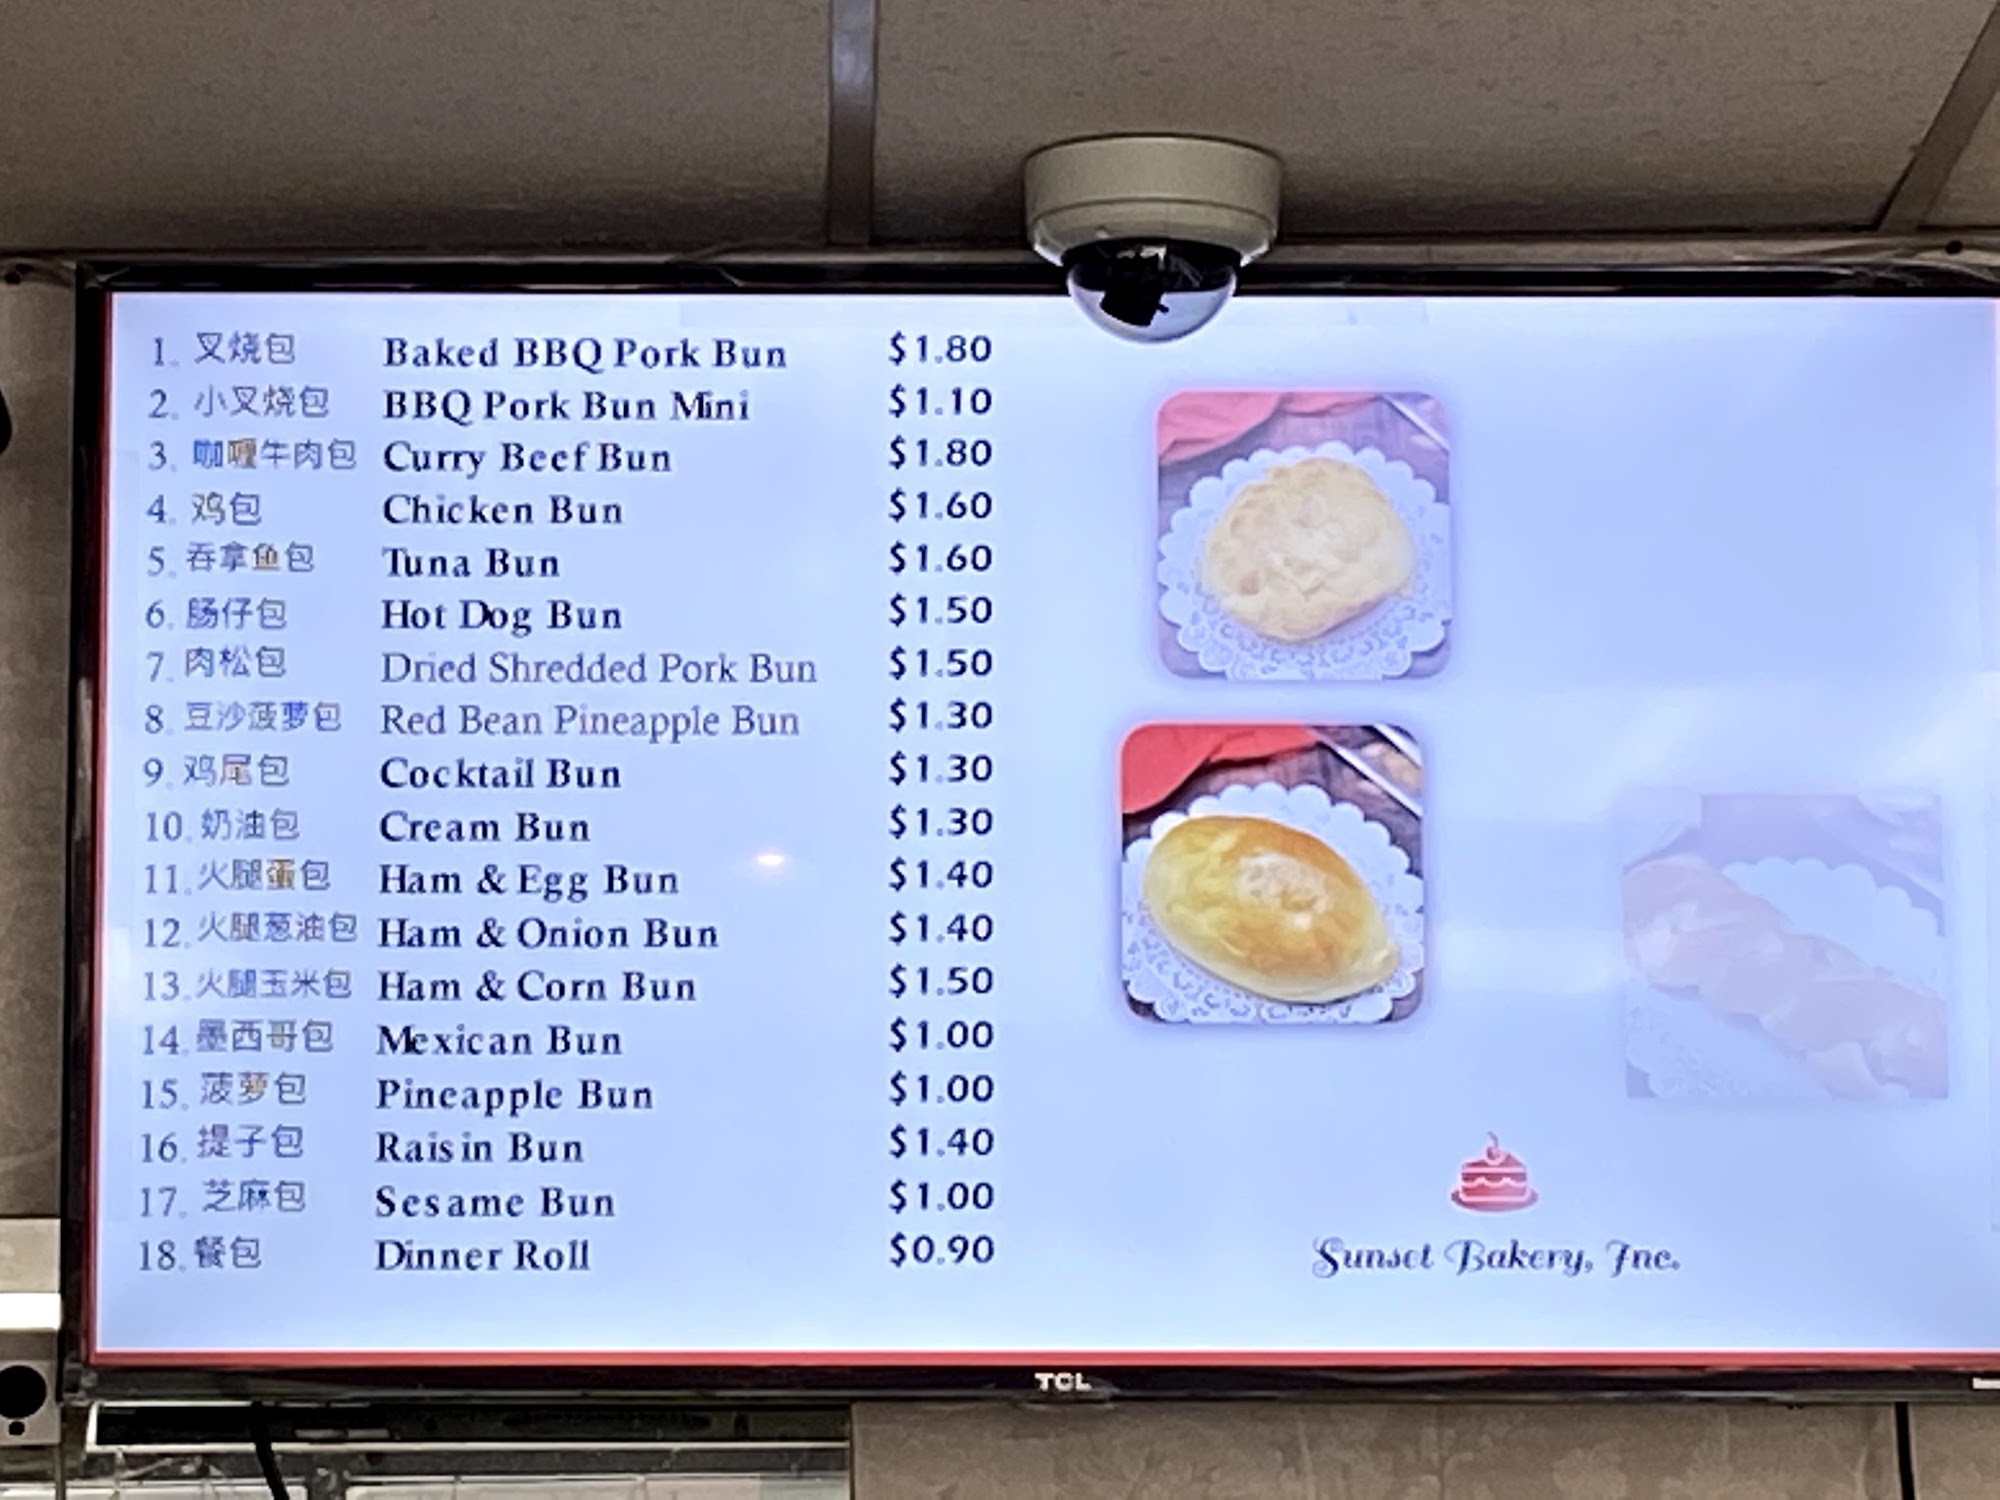 1. 叉烧包 Baked BBQ Pork Bun $1.80
2. 小叉烧包 BBQ Pork Bun Mini $1.10
3. 咖喱牛肉包 Curry Beef Bun $1.80
4. 鸡包 Chicken Bun $1.60
5. 吞拿鱼包 Tuna Bun $1.60
6. 肠仔包 Hot Dog Bun $1.50
7. 肉松包 Dried Shredded Pork Bun $1.50
8. 豆沙菠萝包 Red Bean Pineapple Bun $1.30
9. 鸡尾包 Cocktail Bun $1.30
10. 奶油包 Cream Bun $1.30
11. 火腿蛋包 Ham & Egg Bun $1.40
12. 火腿葱油包 Ham & Onion Bun $1.40
13. 火腿玉米包 Ham & Corn Bun $1.50
14. 墨西哥包 Mexican Bun $1.00
15. 菠萝包 Pineapple Bun $1.00
16. 提子包 Raisin Bun $1.40
17. 芝麻包 Sesame Bun $1.00
18. 餐包 Dinner Roll $0.90
Sunset Bakery, Inc.
TCL